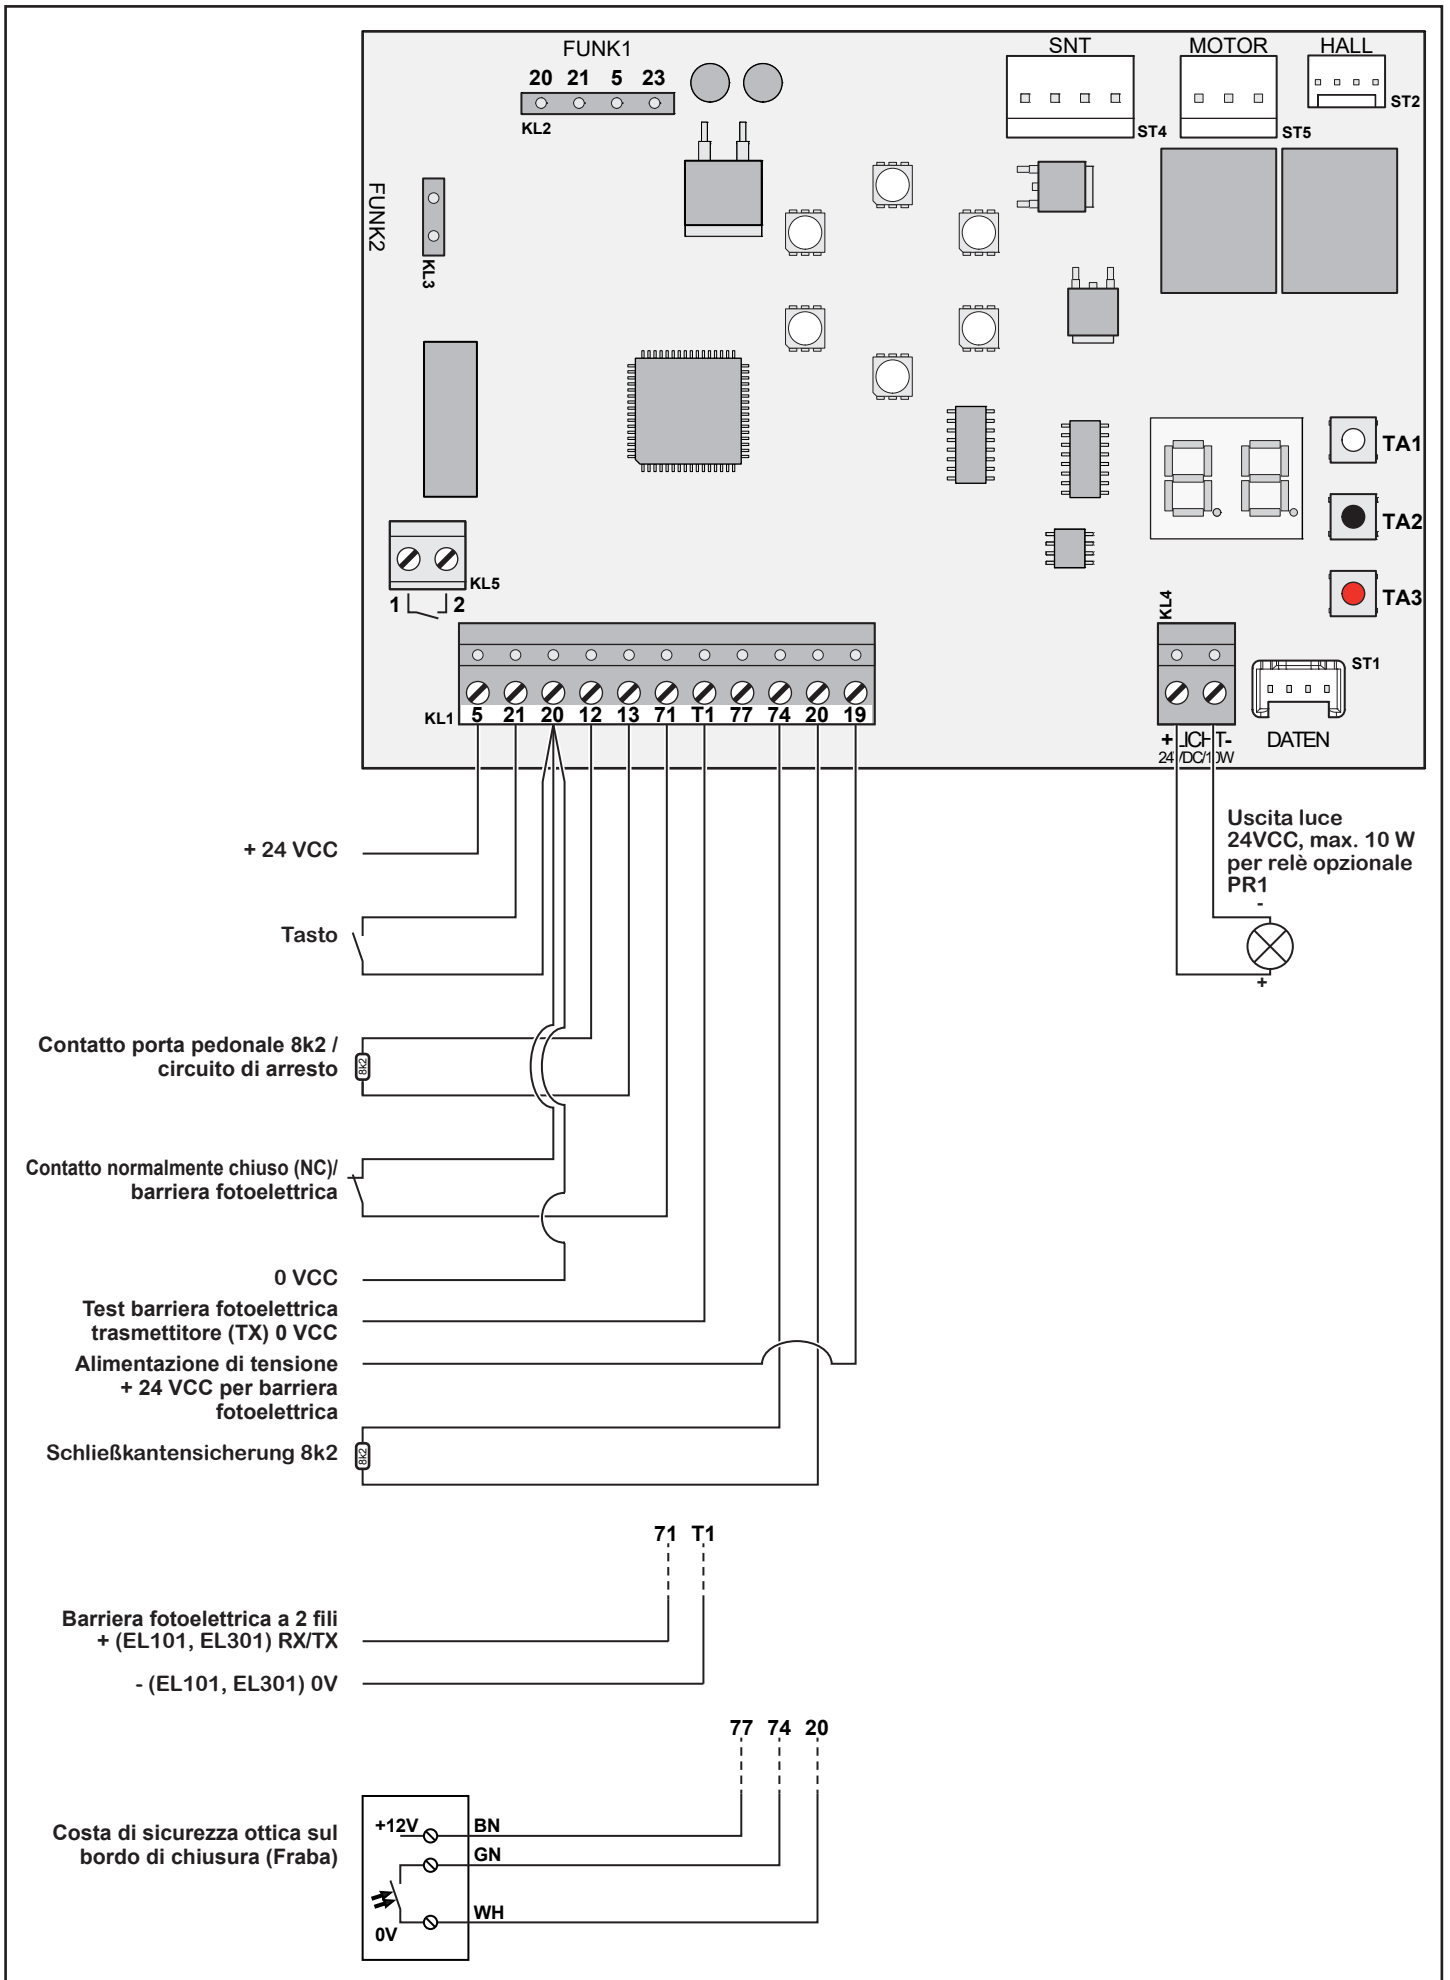 FUNK1
20 21 5 23
KL2
SNT
ST4
MOTOR
ST5
HALL
ST2
FUNK2
KL3
TA1
TA2
TA3
KL5
1 2
KL4
ST1
KL1 5 21 20 12 13 71 T1 77 74 20 19
+ LICHT-
24VDC/10W
DATEN
+ 24 VCC
Uscita luce
24VCC, max. 10 W
per relè opzionale
PR1
-
+
Tasto
Contatto porta pedonale 8k2 /
circuito di arresto
8k2
Contatto normalmente chiuso (NC)/
barriera fotoelettrica
0 VCC
Test barriera fotoelettrica
trasmettitore (TX) 0 VCC
Alimentazione di tensione
+ 24 VCC per barriera
fotoelettrica
Schließkantensicherung 8k2
8k2
71 T1
Barriera fotoelettrica a 2 fili
+ (EL101, EL301) RX/TX
- (EL101, EL301) 0V
77 74 20
Costa di sicurezza ottica sul
bordo di chiusura (Fraba)
+12V
BN
GN
WH
0V